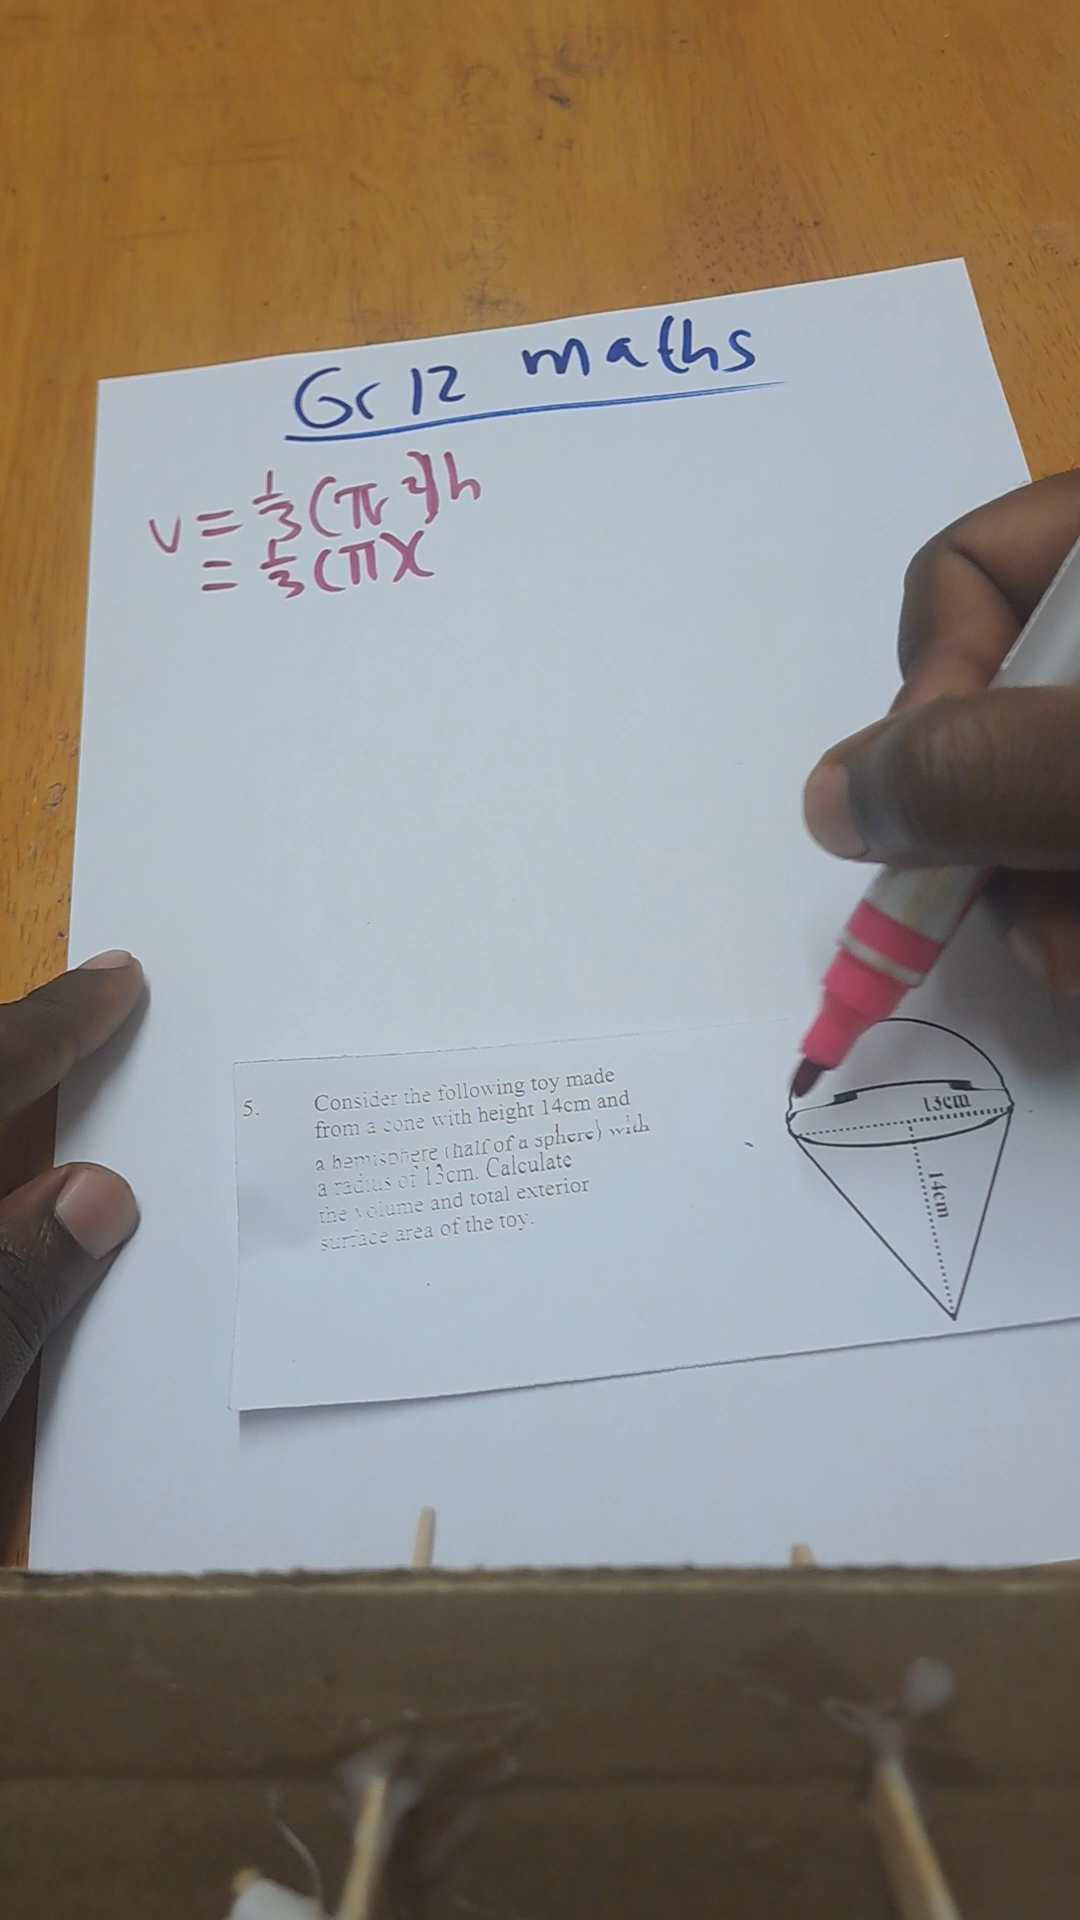 Gr 12 maths
V = 1/3 (πr²)h
= 1/3 (π x
5. Consider the following toy made
from a cone with height 14cm and
a hemisphere (half of a sphere) with
a radius of 13cm. Calculate
the volume and total exterior
surface area of the toy.
13cm
14cm